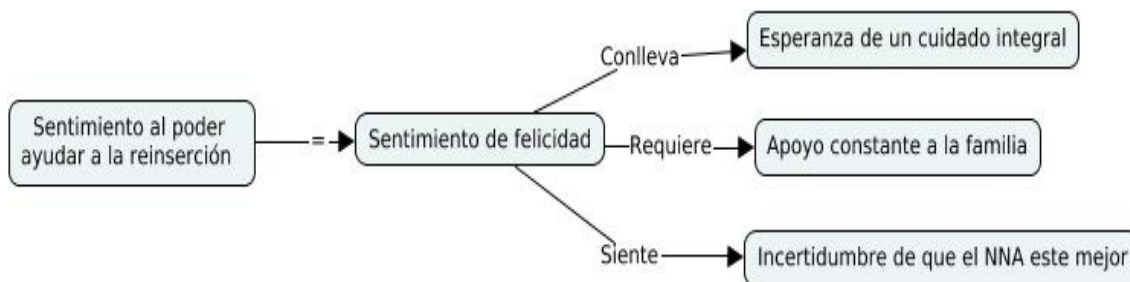 Esperanza de un cuidado integral
Conlleva
Sentimiento al poder
ayudar a la reinserción
=
Sentimiento de felicidad
Requiere
Apoyo constante a la familia
Siente
Incertidumbre de que el NNA este mejor